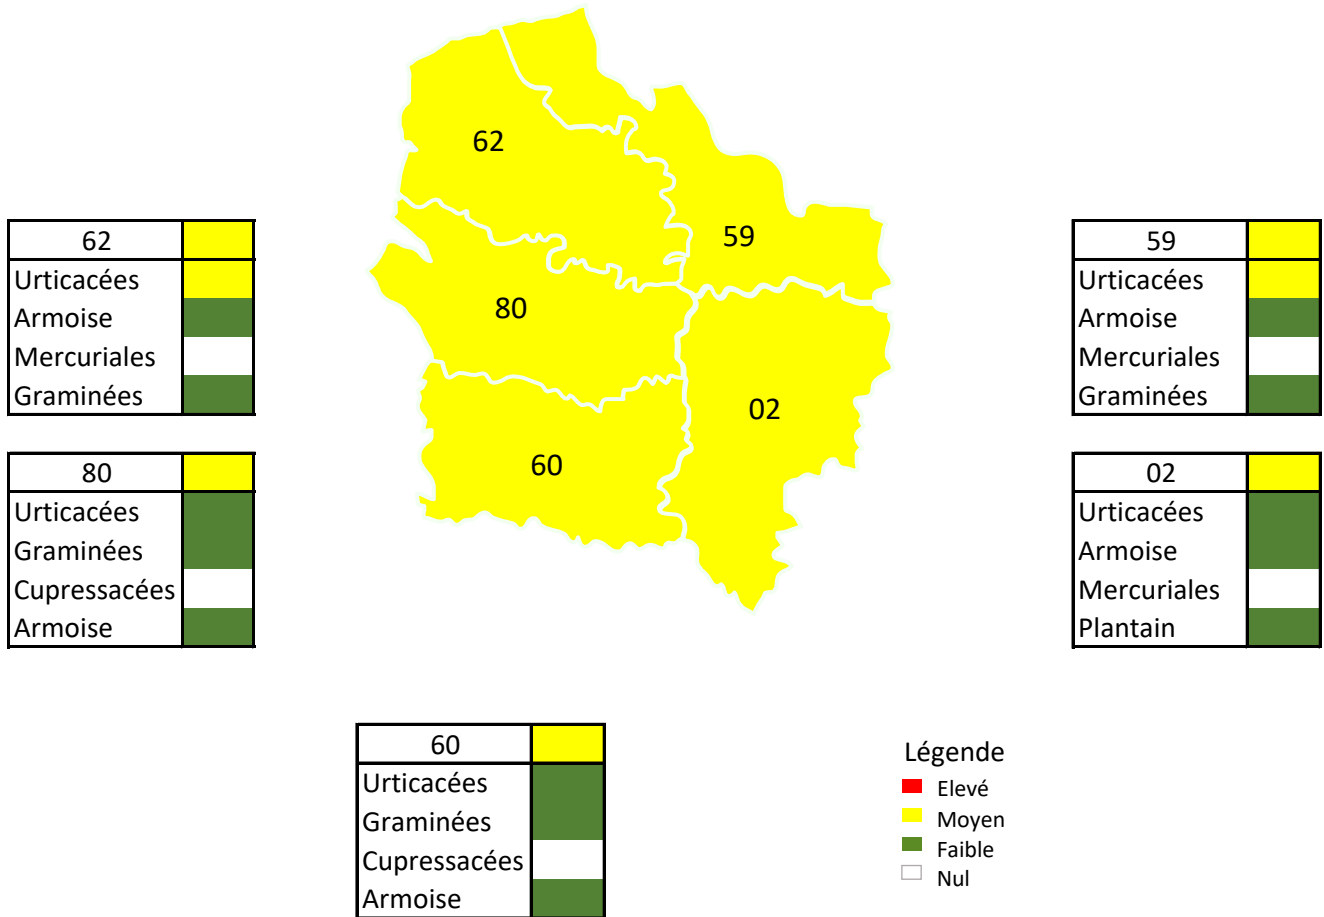 62
59
80
02
60
62
Urticacées
Armoise
Mercuriales
Graminées
59
Urticacées
Armoise
Mercuriales
Graminées
80
Urticacées
Graminées
Cupressacées
Armoise
02
Urticacées
Armoise
Mercuriales
Plantain
60
Urticacées
Graminées
Cupressacées
Armoise
Légende
Elevé
Moyen
Faible
Nul